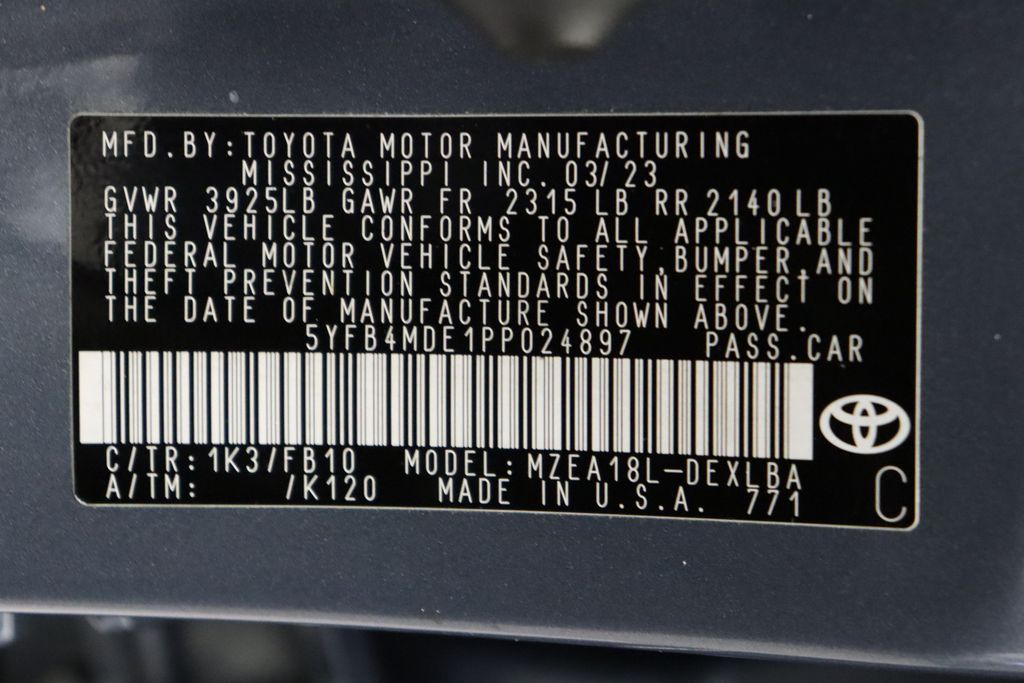 MFD.BY:TOYOTA MOTOR MANUFACTURING
MISSISSIPPI INC. 03/23
GVWR 3925LB GAWR FR 2315 LB RR 2140 LB
THIS VEHICLE CONFORMS TO ALL APPLICABLE
FEDERAL MOTOR VEHICLE SAFETY,BUMPER,AND
THEFT PREVENTION STANDARDS IN EFFECT ON
THE DATE OF MANUFACTURE SHOWN ABOVE.
5YFB4MDE1PP024897 PASS.CAR
C/TR:1K3/FB10 MODEL:MZEA18L-DEXLBA
A/TM: /K120 MADE IN U.S.A. 771
C